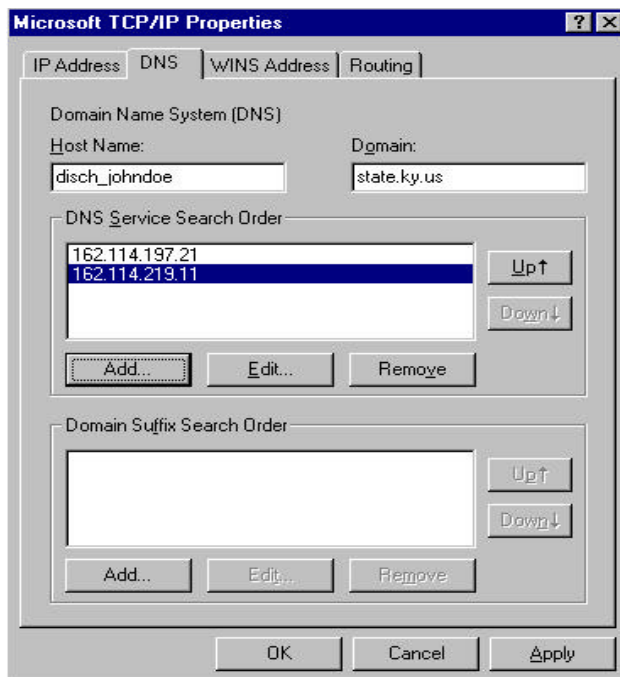 Microsoft TCP/IP Properties ? ×
IP Address DNS WINS Address Routing
Domain Name System (DNS)
Host Name: Domain:
disch_johndoe state.ky.us
DNS Service Search Order
162.114.197.21
162.114.219.11
Up↑
Down↓
Add... Edit... Remove
Domain Suffix Search Order
Up↑
Down↓
Add... Edit... Remove
OK Cancel Apply